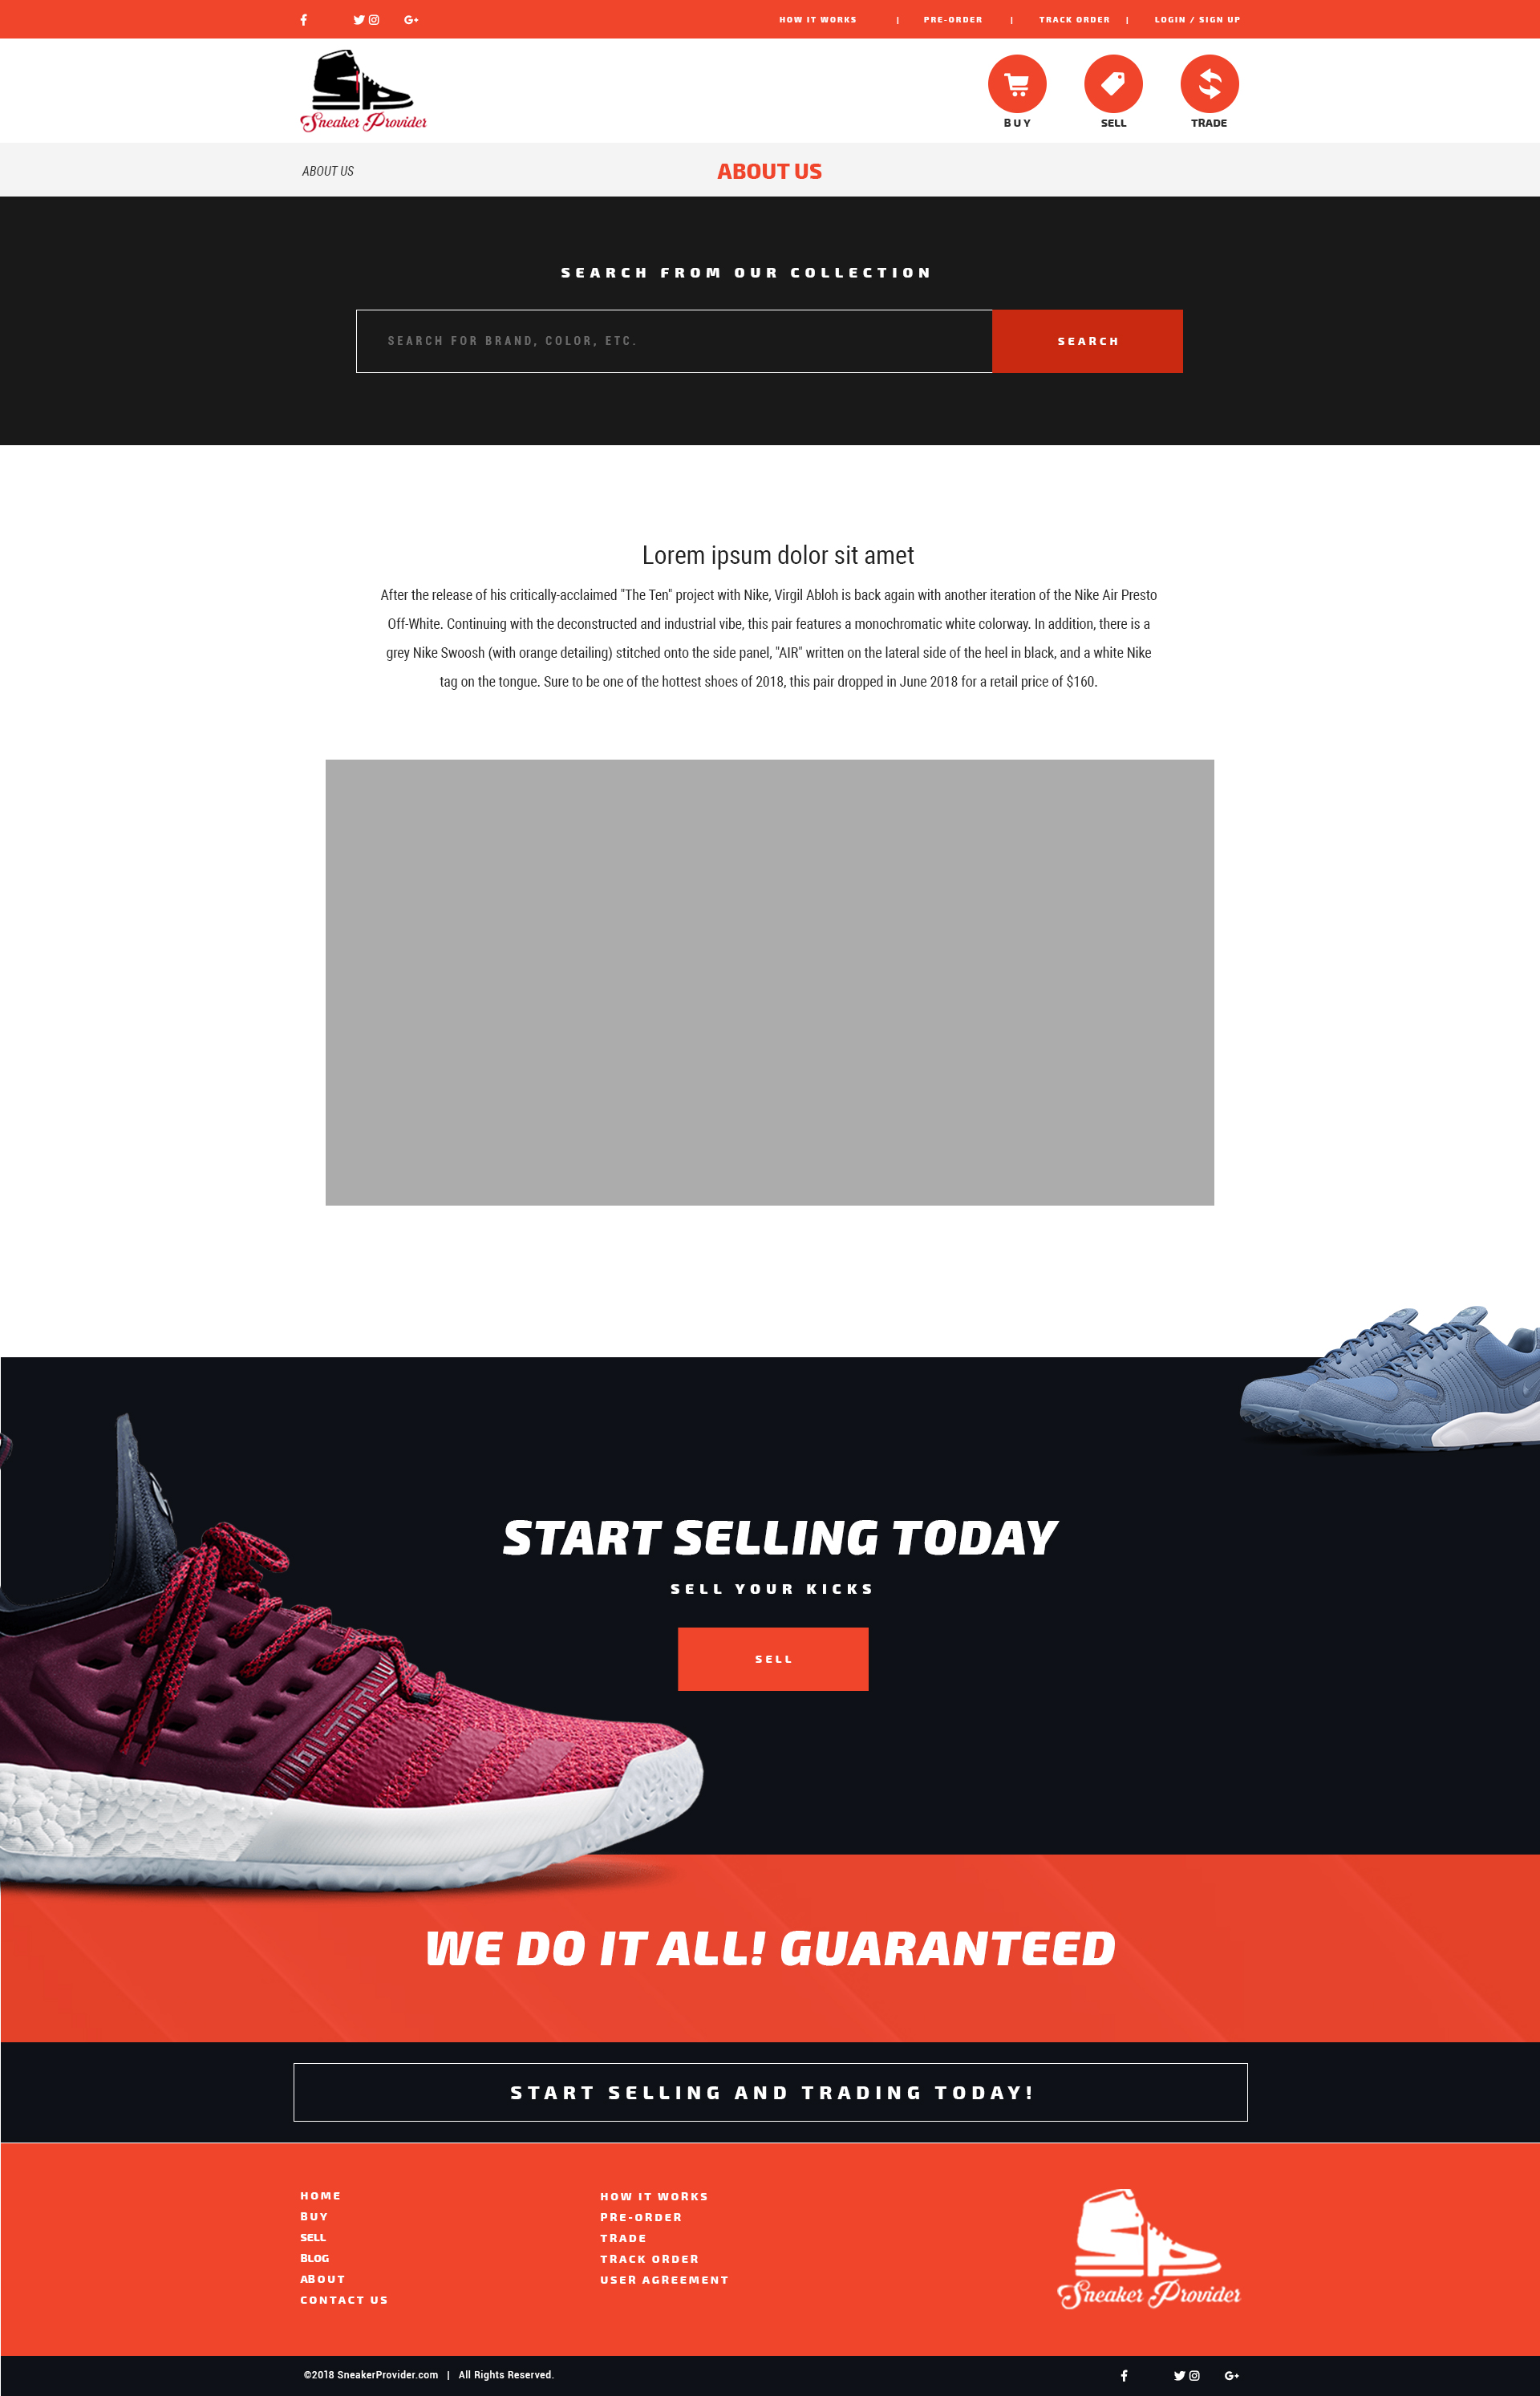 HOW IT WORKS | PRE-ORDER | TRACK ORDER | LOGIN / SIGN UP
Sneaker Provider
BUY SELL TRADE
ABOUT US
ABOUT US
SEARCH FROM OUR COLLECTION
SEARCH FOR BRAND, COLOR, ETC.
SEARCH
Lorem ipsum dolor sit amet
After the release of his critically-acclaimed "The Ten" project with Nike, Virgil Abloh is back again with another iteration of the Nike Air Presto
Off-White. Continuing with the deconstructed and industrial vibe, this pair features a monochromatic white colorway. In addition, there is a
grey Nike Swoosh (with orange detailing) stitched onto the side panel, "AIR" written on the lateral side of the heel in black, and a white Nike
tag on the tongue. Sure to be one of the hottest shoes of 2018, this pair dropped in June 2018 for a retail price of $160.
START SELLING TODAY
SELL YOUR KICKS
SELL
WE DO IT ALL! GUARANTEED
START SELLING AND TRADING TODAY!
HOME
BUY
SELL
BLOG
ABOUT
CONTACT US
HOW IT WORKS
PRE-ORDER
TRADE
TRACK ORDER
USER AGREEMENT
Sneaker Provider
©2018 SneakerProvider.com | All Rights Reserved.